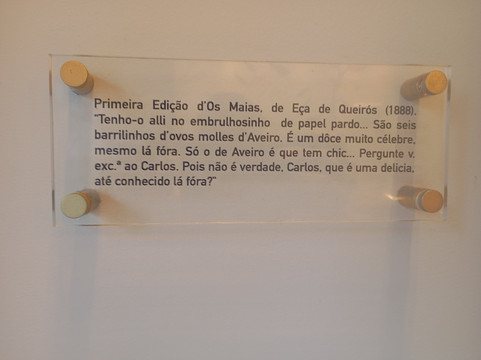 Primeira Edição d'Os Maias, de Eça de Queirós (1888).
"Tenho-o alli no embrulhosinho de papel pardo... São seis
barrilinhos d'ovos molles d'Aveiro. É um dôce muito célebre,
mesmo lá fóra. Só o de Aveiro é que tem chic... Pergunte v.
exc.ª ao Carlos. Pois não é verdade, Carlos, que é uma delicia,
até conhecido lá fóra?"